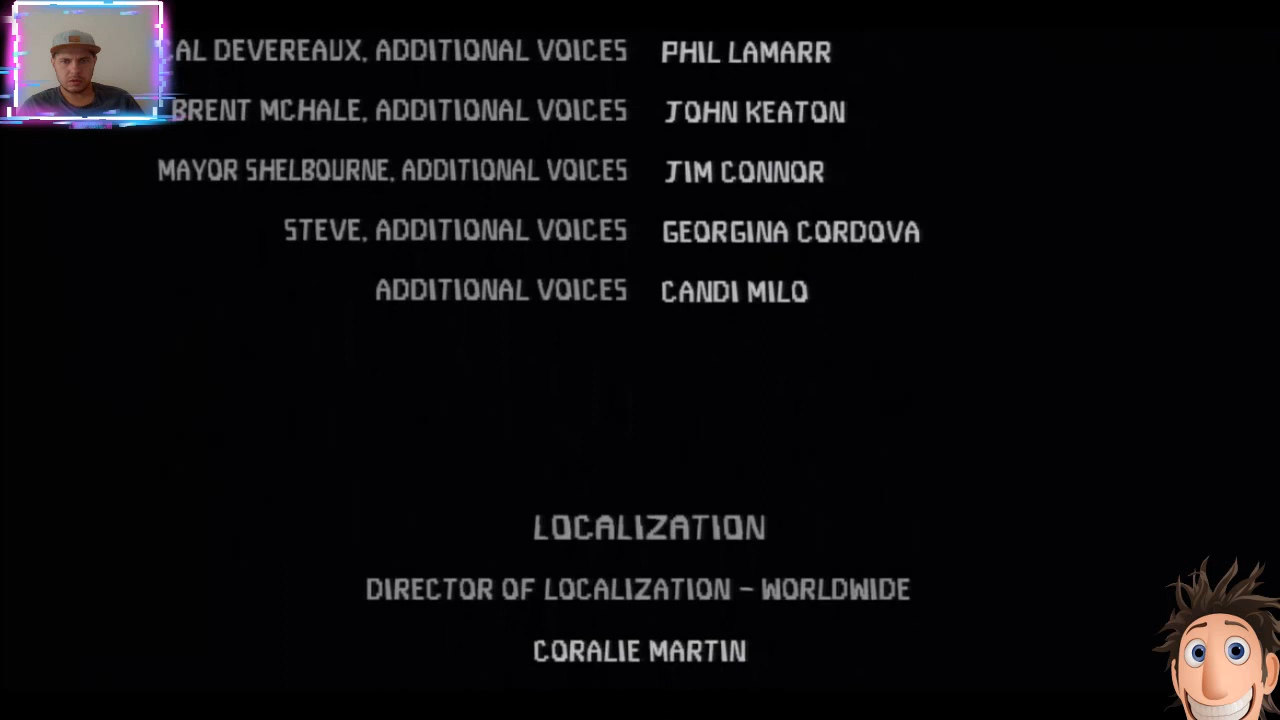 AL DEVEREAUX, ADDITIONAL VOICES PHIL LAMARR
BRENT MCHALE, ADDITIONAL VOICES JOHN KEATON
MAYOR SHELBOURNE, ADDITIONAL VOICES JIM CONNOR
STEVE, ADDITIONAL VOICES GEORGINA CORDOVA
ADDITIONAL VOICES CANDI MILO
LOCALIZATION
DIRECTOR OF LOCALIZATION – WORLDWIDE
CORALIE MARTIN